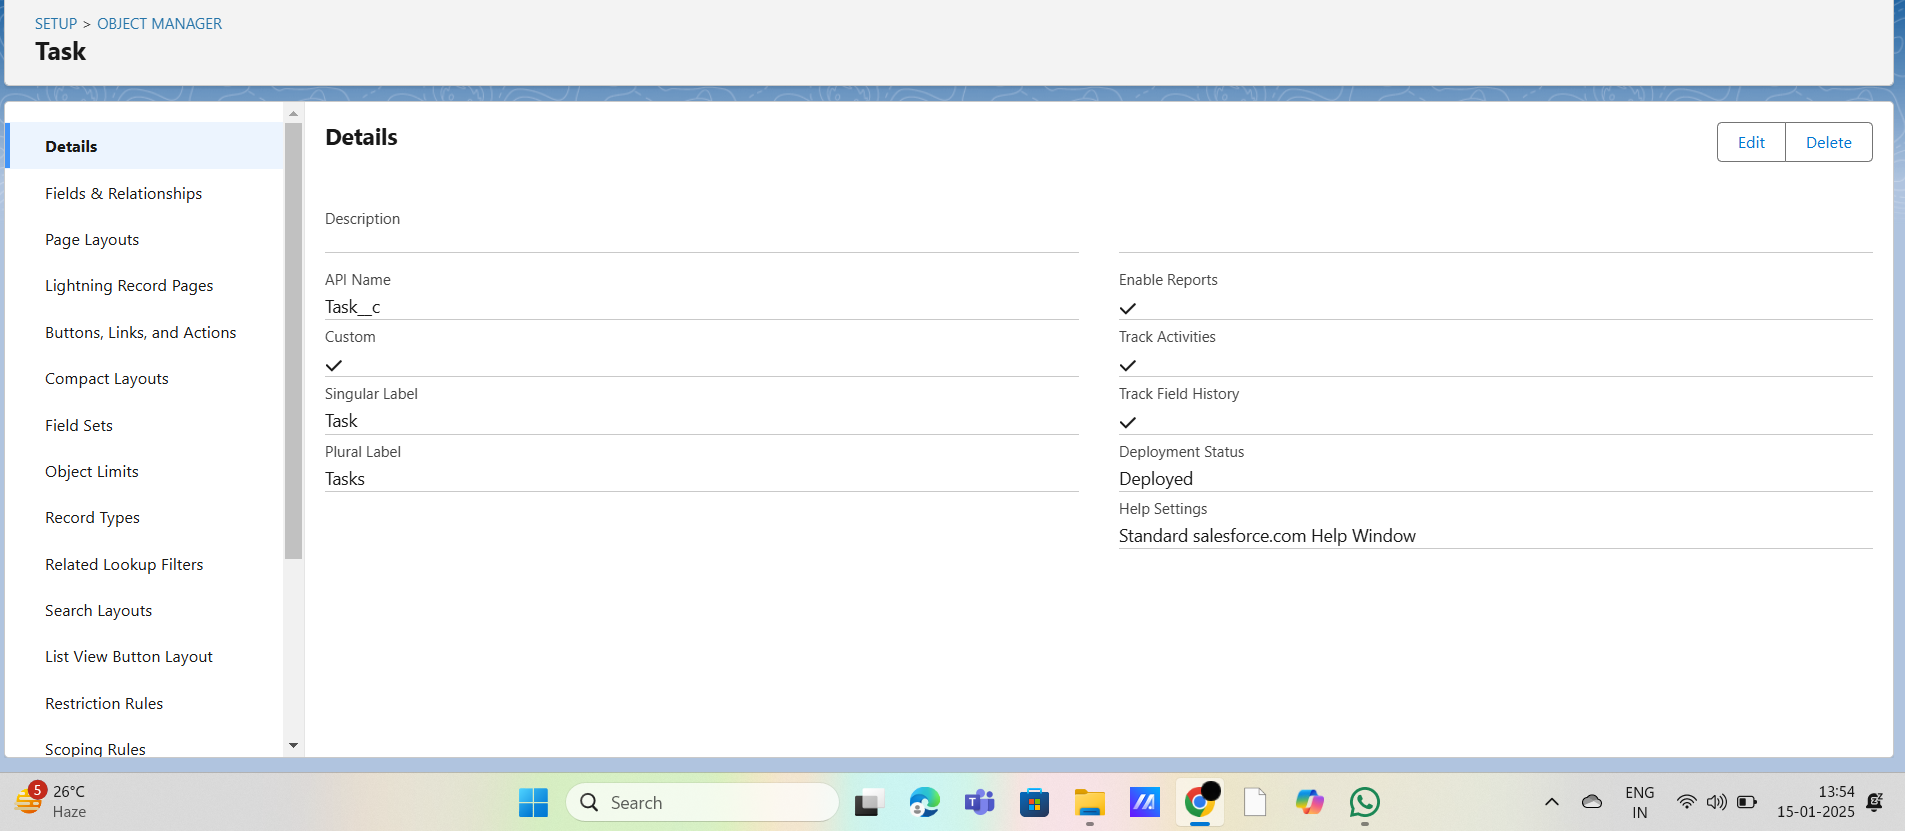 SETUP > OBJECT MANAGER
Task
Details
Fields & Relationships
Page Layouts
Lightning Record Pages
Buttons, Links, and Actions
Compact Layouts
Field Sets
Object Limits
Record Types
Related Lookup Filters
Search Layouts
List View Button Layout
Restriction Rules
Scoping Rules
Details
Edit
Delete
Description
API Name
Task__c
Custom
Singular Label
Task
Plural Label
Tasks
Enable Reports
Track Activities
Track Field History
Deployment Status
Deployed
Help Settings
Standard salesforce.com Help Window
5
26°C
Haze
Search
ENG
IN
13:54
15-01-2025